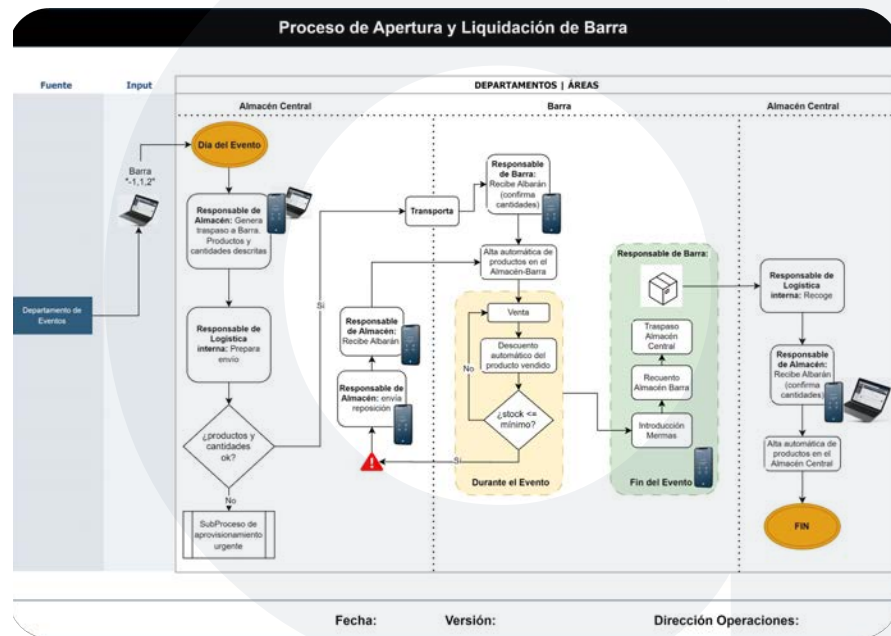 Proceso de Apertura y Liquidación de Barra
Fuente
Input
DEPARTAMENTOS | ÁREAS
Almacén Central
Barra
Almacén Central
Departamento de
Eventos
Barra
"-1,1,2"
Día del Evento
Responsable de
Almacén: Genera
traspaso a Barra.
Productos y
cantidades descritas
Responsable de
Logística
interna: Prepara
envío
¿productos y
cantidades
ok?
No
SubProceso de
aprovisionamiento
urgente
Si
Transporta
Responsable
de Barra:
Recibe Albarán
(confirma
cantidades)
Alta automática de
productos en el
Almacén-Barra
Responsable
de Almacén:
Recibe Albarán
Responsable de
Almacén: envía
reposición
Venta
Descuento
automático del
producto vendido
No
¿stock <=
mínimo?
Si
Durante el Evento
Responsable de Barra:
Traspaso
Almacén
Central
Recuento
Almacén Barra
Introducción
Mermas
Fin del Evento
Responsable de
Logística
interna: Recoge
Responsable
de Almacén:
Recibe Albarán
(confirma
cantidades)
Alta automática de
productos en el
Almacén Central
FIN
Fecha:
Versión:
Dirección Operaciones: